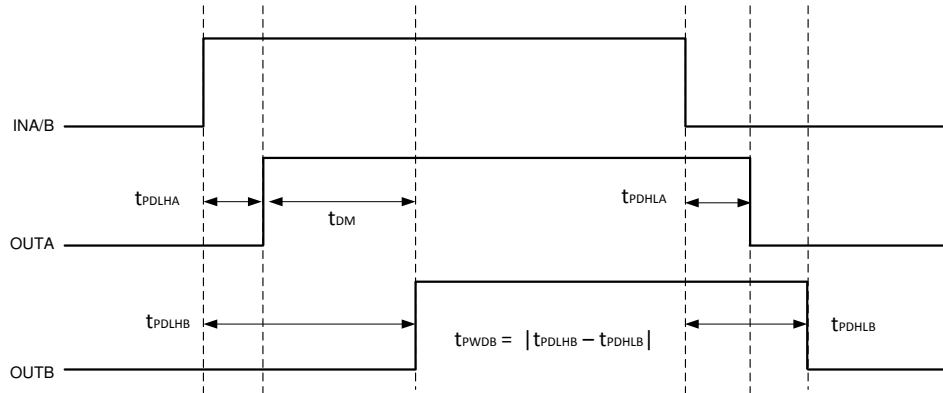 INA/B
tPDLHA
tDM
tPDHLA
OUTA
tPDLHB
tPWDB = |tPDLHB – tPDHLB|
tPDHLB
OUTB